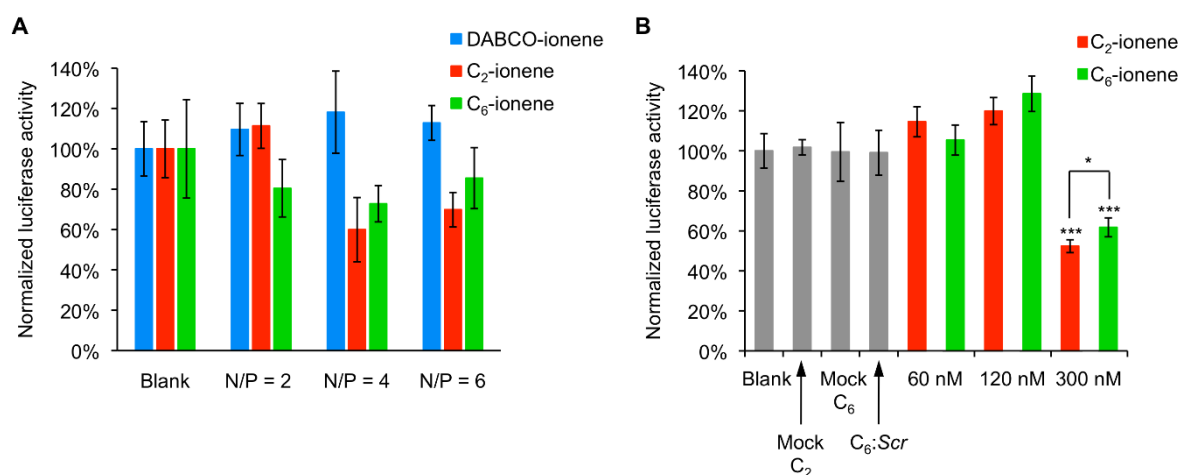 A
DABCO-ionene
C₂-ionene
C₆-ionene
Normalized luciferase activity
140%
120%
100%
80%
60%
40%
20%
0%
Blank
N/P = 2
N/P = 4
N/P = 6
B
C₂-ionene
C₆-ionene
Normalized luciferase activity
140%
120%
100%
80%
60%
40%
20%
0%
*
***
***
Blank
Mock
C₆
60 nM
120 nM
300 nM
Mock
C₂
C₆:Scr